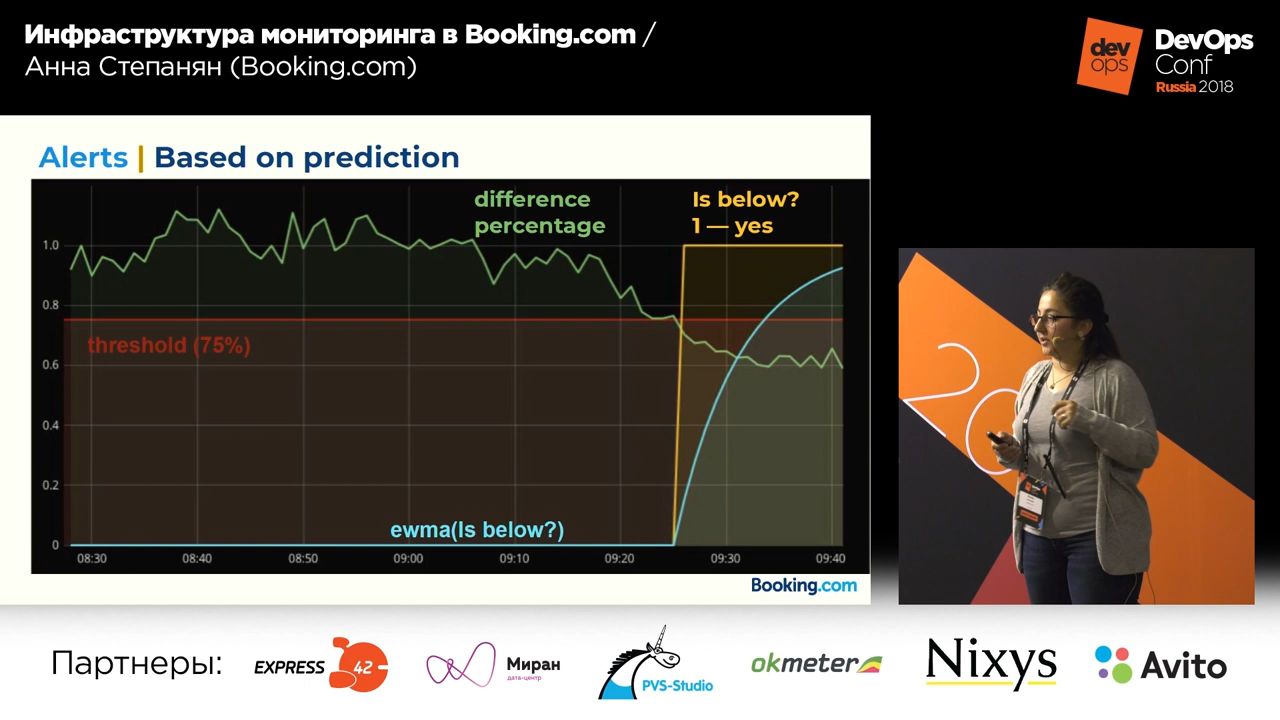 Инфраструктура мониторинга в Booking.com /
Анна Степанян (Booking.com)
dev
ops
DevOps
Conf
Russia 2018
Alerts | Based on prediction
difference
percentage
Is below?
1 — yes
1.0
0.8
threshold (75%)
0.6
0.4
0.2
ewma(Is below?)
0
08:30 08:40 08:50 09:00 09:10 09:20 09:30 09:40
Booking.com
20
Партнеры:
EXPRESS 42
Миран
дата-центр
PVS-Studio
okmeter
Nixys
Avito